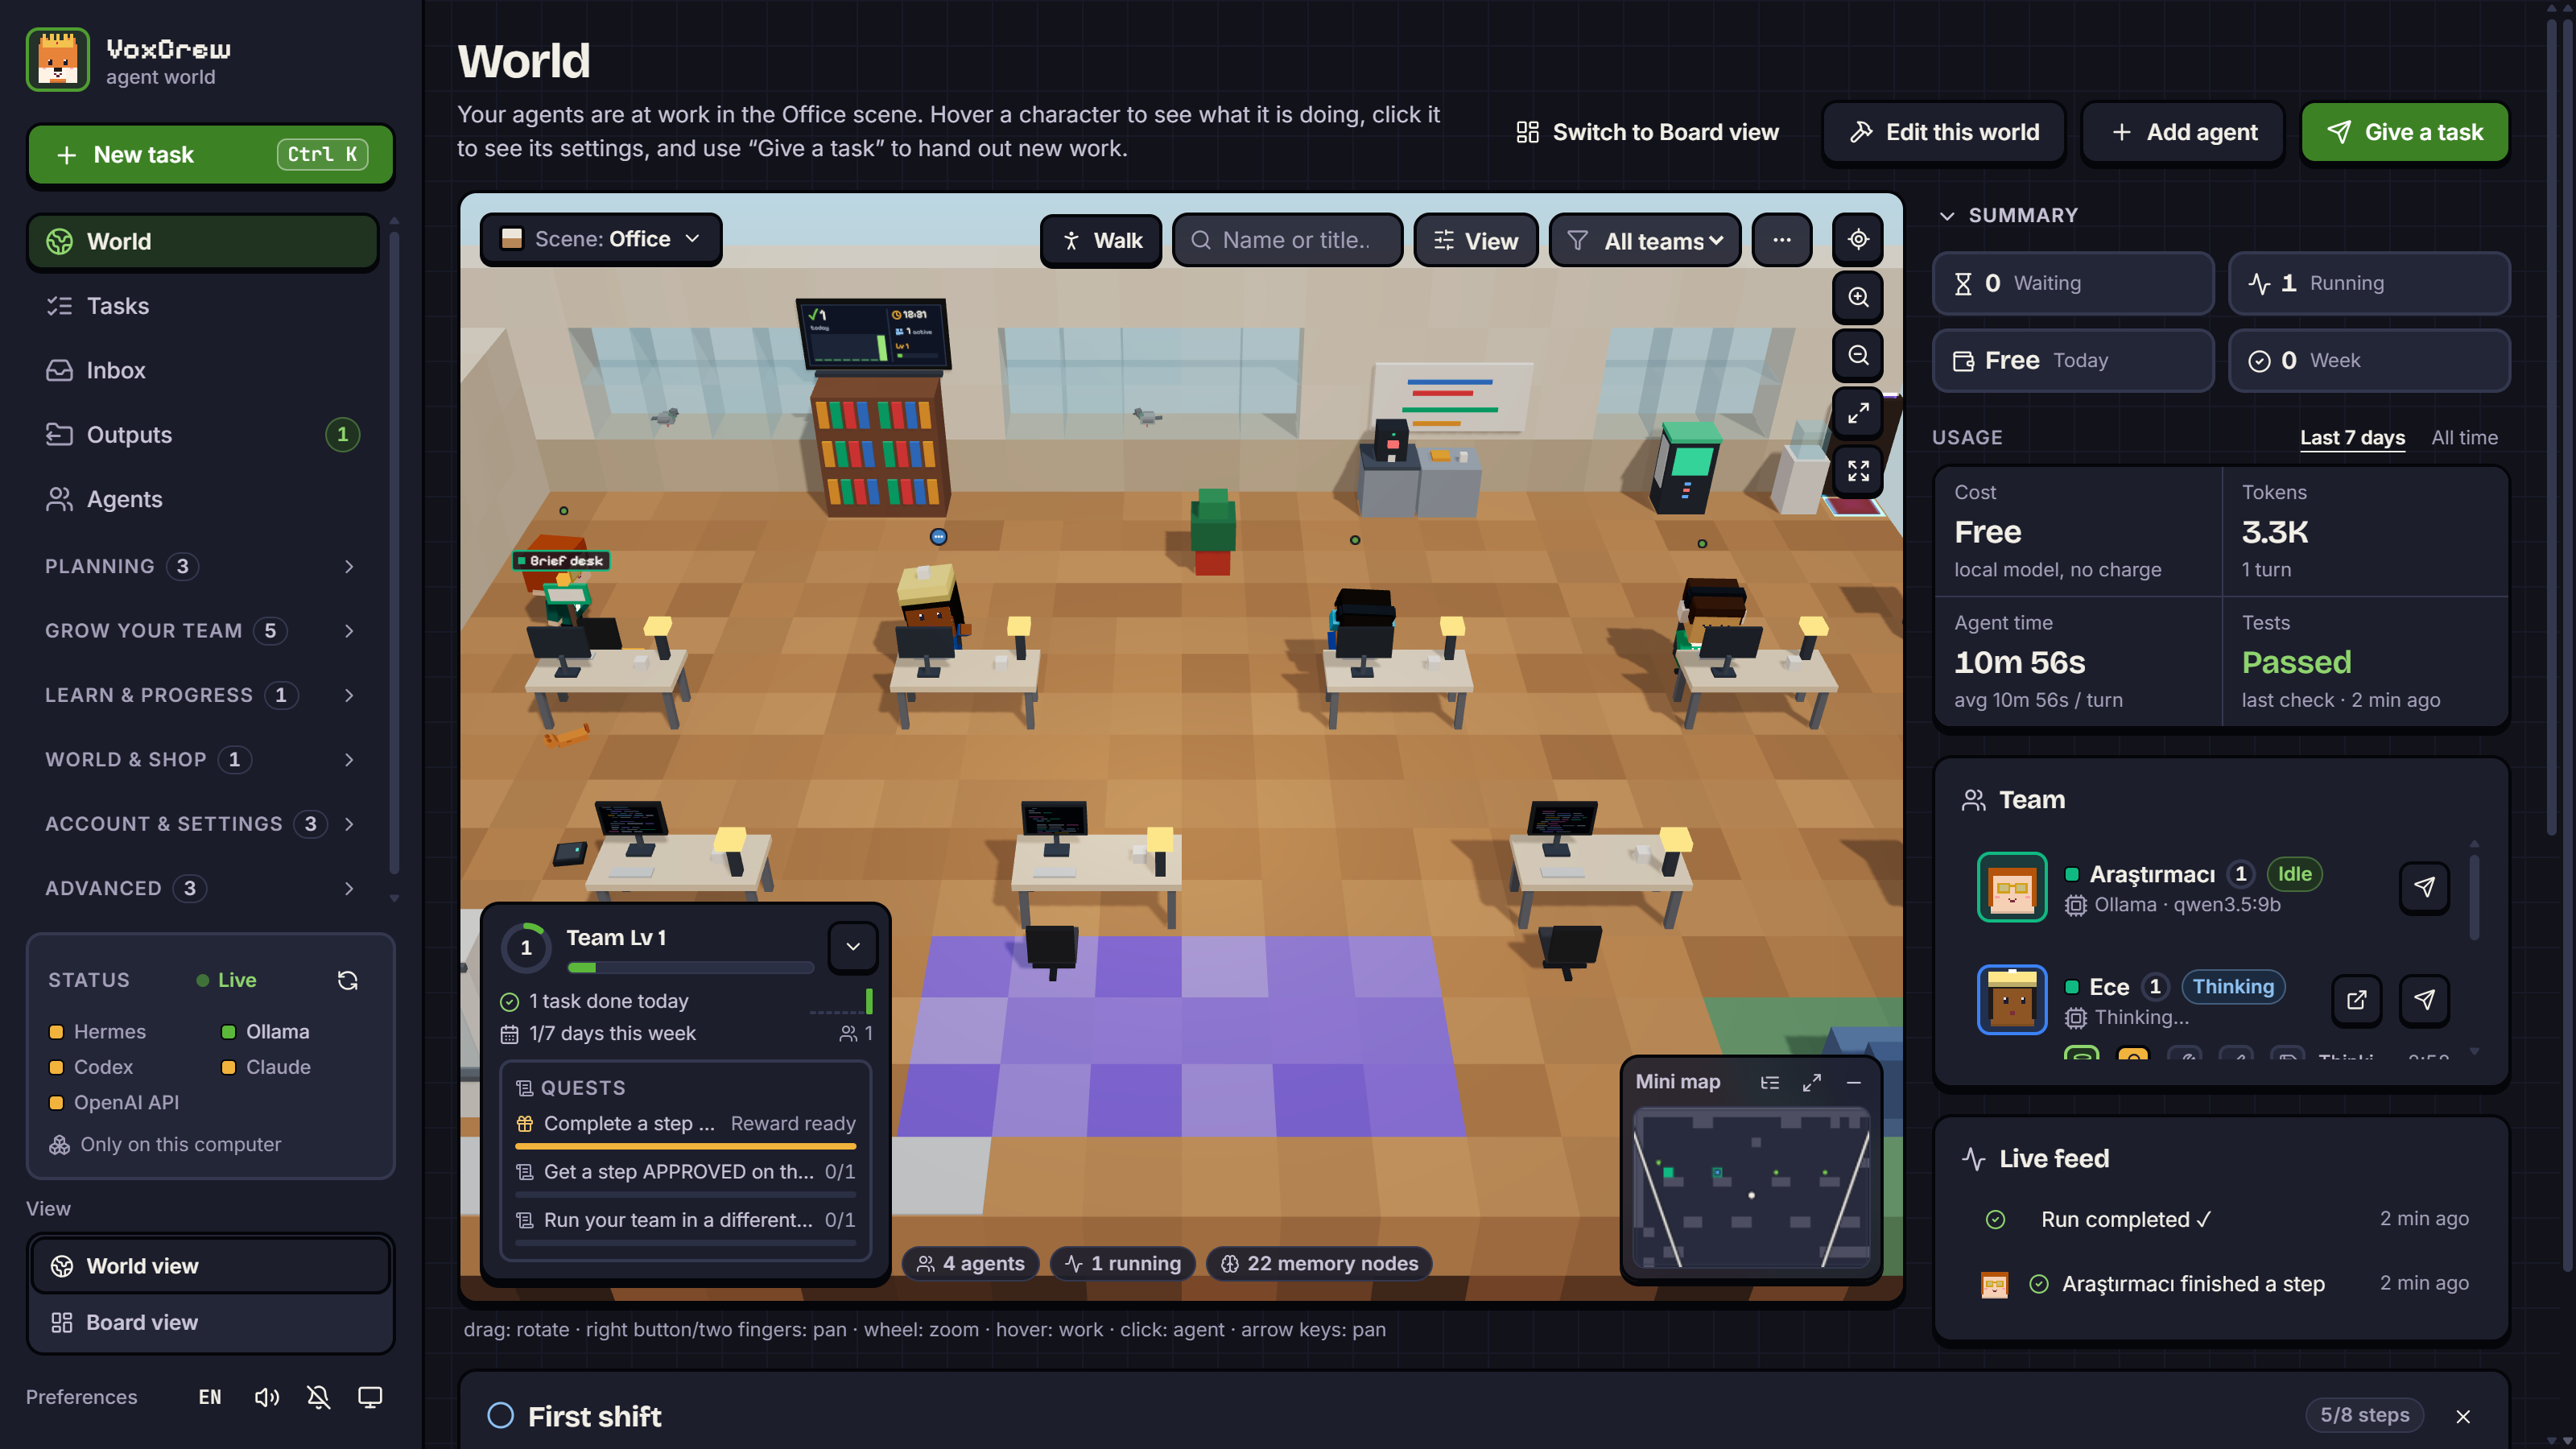 VoxCrew
agent world
New task
Ctrl K
World
Tasks
Inbox
Outputs
1
Agents
PLANNING 3
GROW YOUR TEAM 5
LEARN & PROGRESS 1
WORLD & SHOP 1
ACCOUNT & SETTINGS 3
ADVANCED 3
STATUS
Live
Hermes
Ollama
Codex
Claude
OpenAI API
Only on this computer
View
World view
Board view
Preferences
EN
World
Your agents are at work in the Office scene. Hover a character to see what it is doing, click it
to see its settings, and use “Give a task” to hand out new work.
Switch to Board view
Edit this world
Add agent
Give a task
Scene: Office
Walk
Name or title..
View
All teams
✓1
today
18:31
1 active
Lv 1
Brief desk
1
Team Lv 1
1 task done today
1/7 days this week
1
QUESTS
Complete a step ... Reward ready
Get a step APPROVED on th... 0/1
Run your team in a different... 0/1
4 agents
1 running
22 memory nodes
Mini map
drag: rotate · right button/two fingers: pan · wheel: zoom · hover: work · click: agent · arrow keys: pan
First shift
5/8 steps
SUMMARY
0 Waiting
1 Running
Free Today
0 Week
USAGE
Last 7 days
All time
Cost
Free
local model, no charge
Tokens
3.3K
1 turn
Agent time
10m 56s
avg 10m 56s / turn
Tests
Passed
last check · 2 min ago
Team
Araştırmacı 1 Idle
Ollama · qwen3.5:9b
Ece 1 Thinking
Thinking...
Live feed
Run completed ✓ 2 min ago
Araştırmacı finished a step 2 min ago